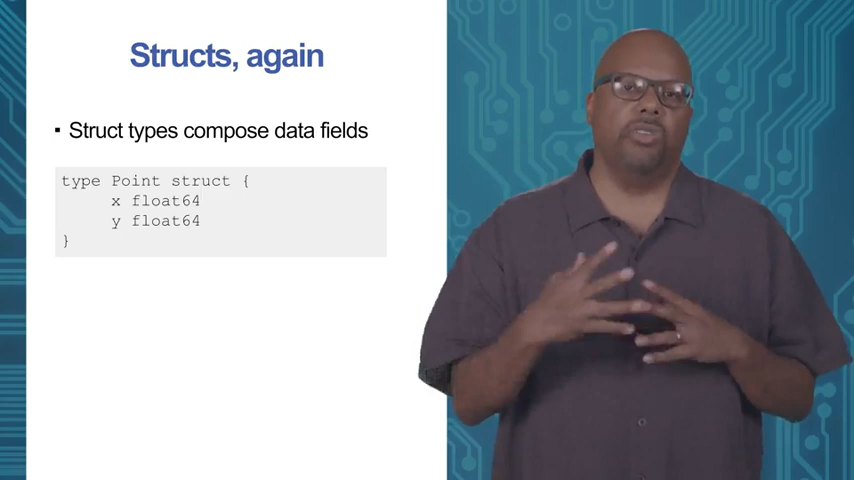 Structs, again
▪ Struct types compose data fields
type Point struct {
     x float64
     y float64
}